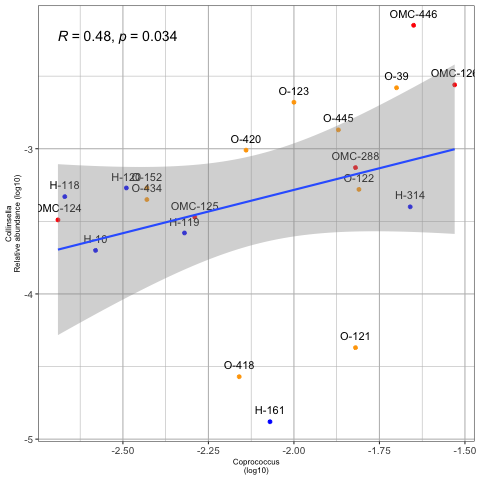 R = 0.48, p = 0.034
OMC-446
O-39
OMC-126
O-123
O-445
O-420
OMC-288
O-122
H-120
O-152
O-434
H-118
OMC-124
OMC-125
H-119
H-314
H-10
O-121
O-418
H-161
-3
-4
-5
Collinsella
Relative abundance (log10)
-2.50
-2.25
-2.00
-1.75
-1.50
Coprococcus
(log10)